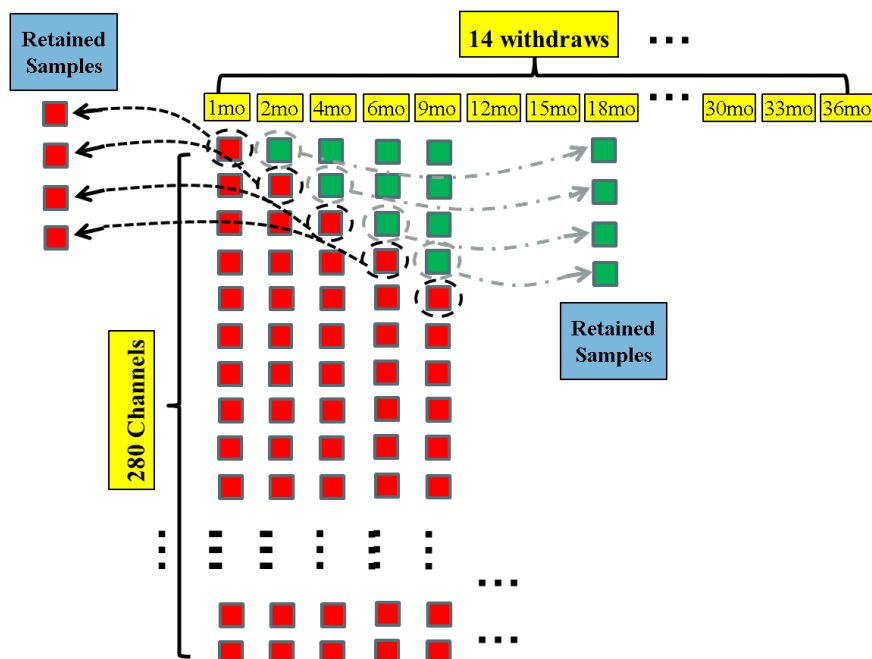 Retained
Samples
14 withdraws
1mo 2mo 4mo 6mo 9mo 12mo 15mo 18mo 30mo 33mo 36mo
280 Channels
Retained
Samples